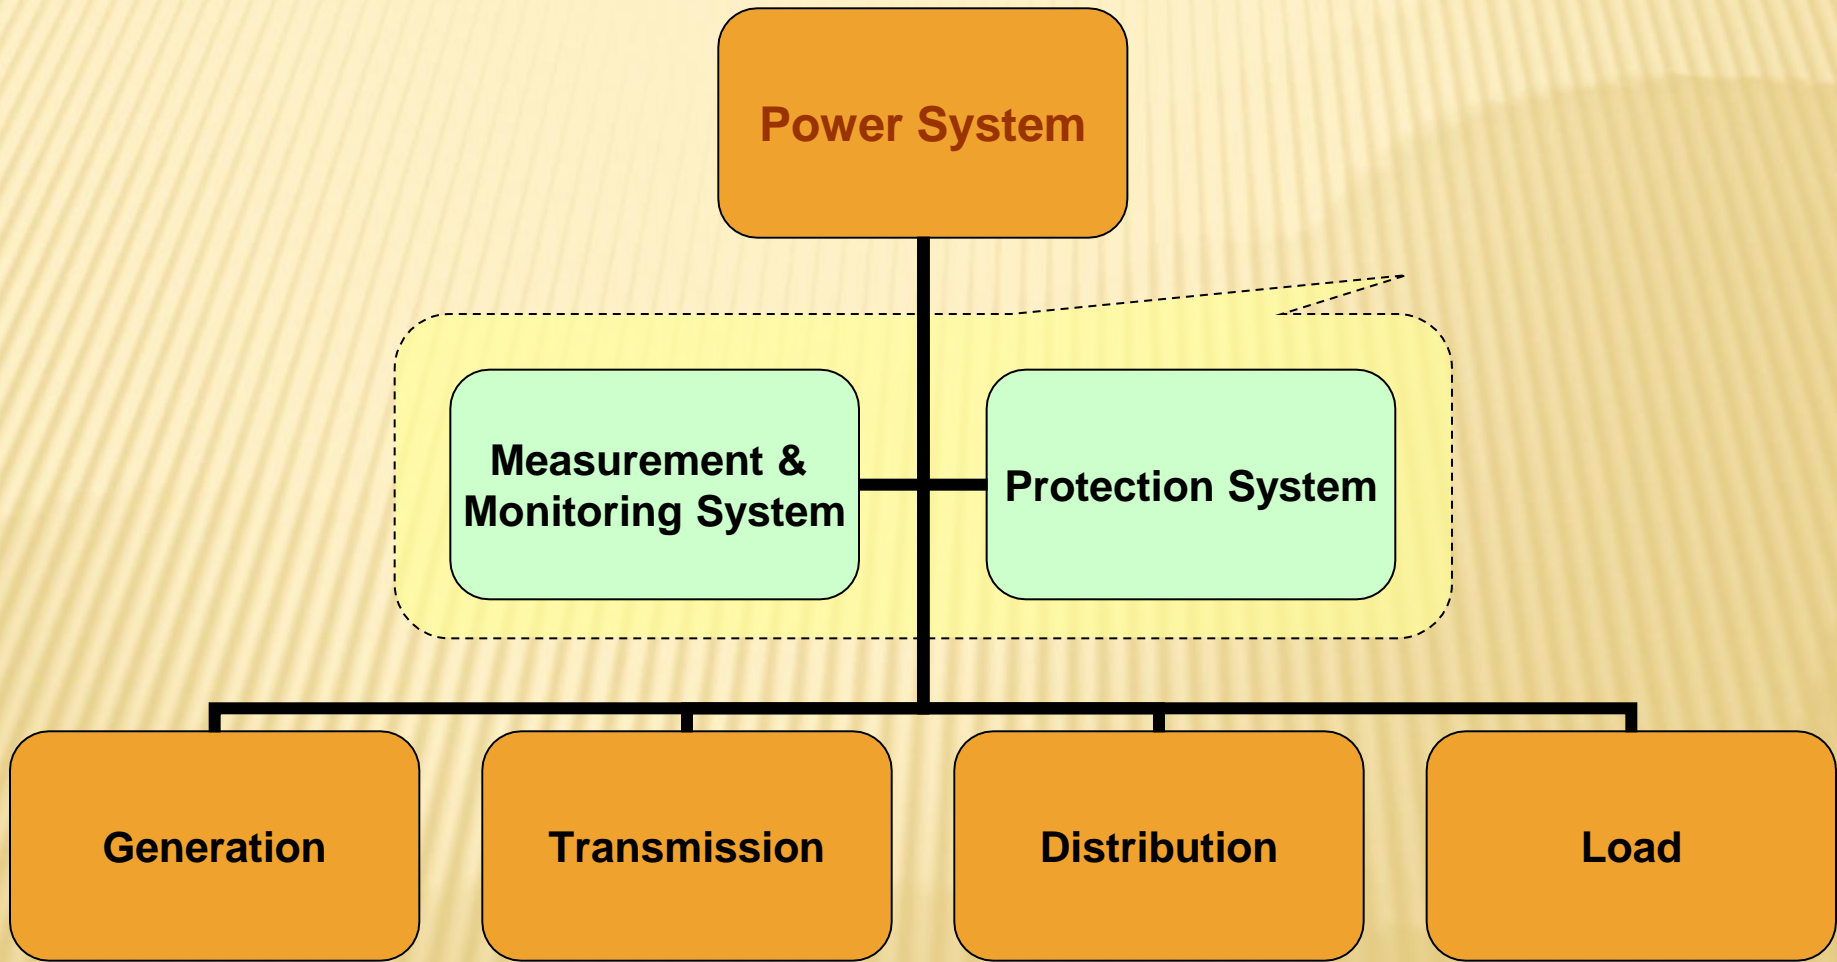 Power System
Measurement &
Monitoring System
Protection System
Generation
Transmission
Distribution
Load